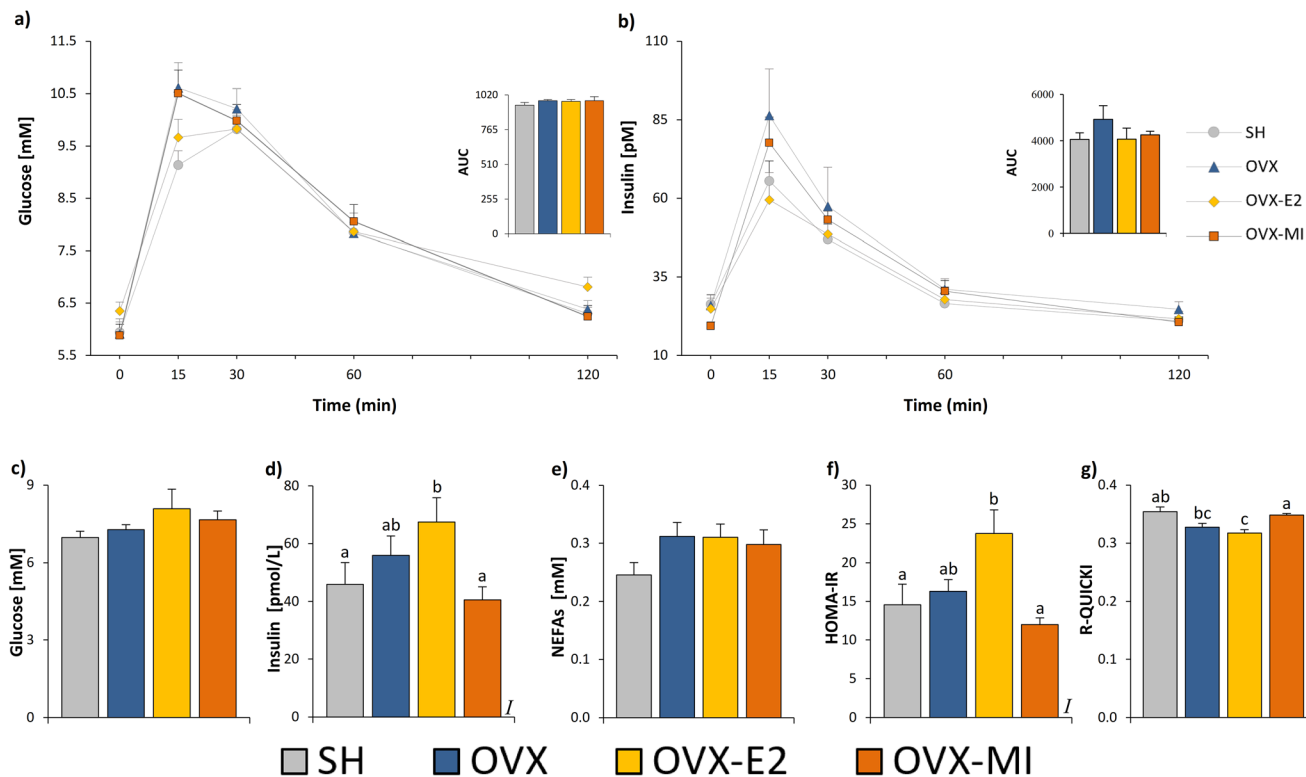 a)
11.5
10.5
9.5
8.5
7.5
6.5
5.5
Glucose [mM]
0 15 30 60 120
Time (min)
1020
765
510
255
0
AUC
b)
110
85
60
35
10
Insulin [pM]
0 15 30 60 120
Time (min)
6000
4000
2000
0
AUC
SH
OVX
OVX-E2
OVX-MI
c)
9
6
3
0
Glucose [mM]
d)
80
60
40
20
0
Insulin [pmol/L]
a ab b a
I
e)
0.4
0.3
0.2
0.1
0.0
NEFAs [mM]
f)
30
25
20
15
10
5
0
HOMA-IR
a ab b a
I
g)
0.4
0.3
0.2
0.1
0.0
R-QUICKI
ab bc c a
SH OVX OVX-E2 OVX-MI